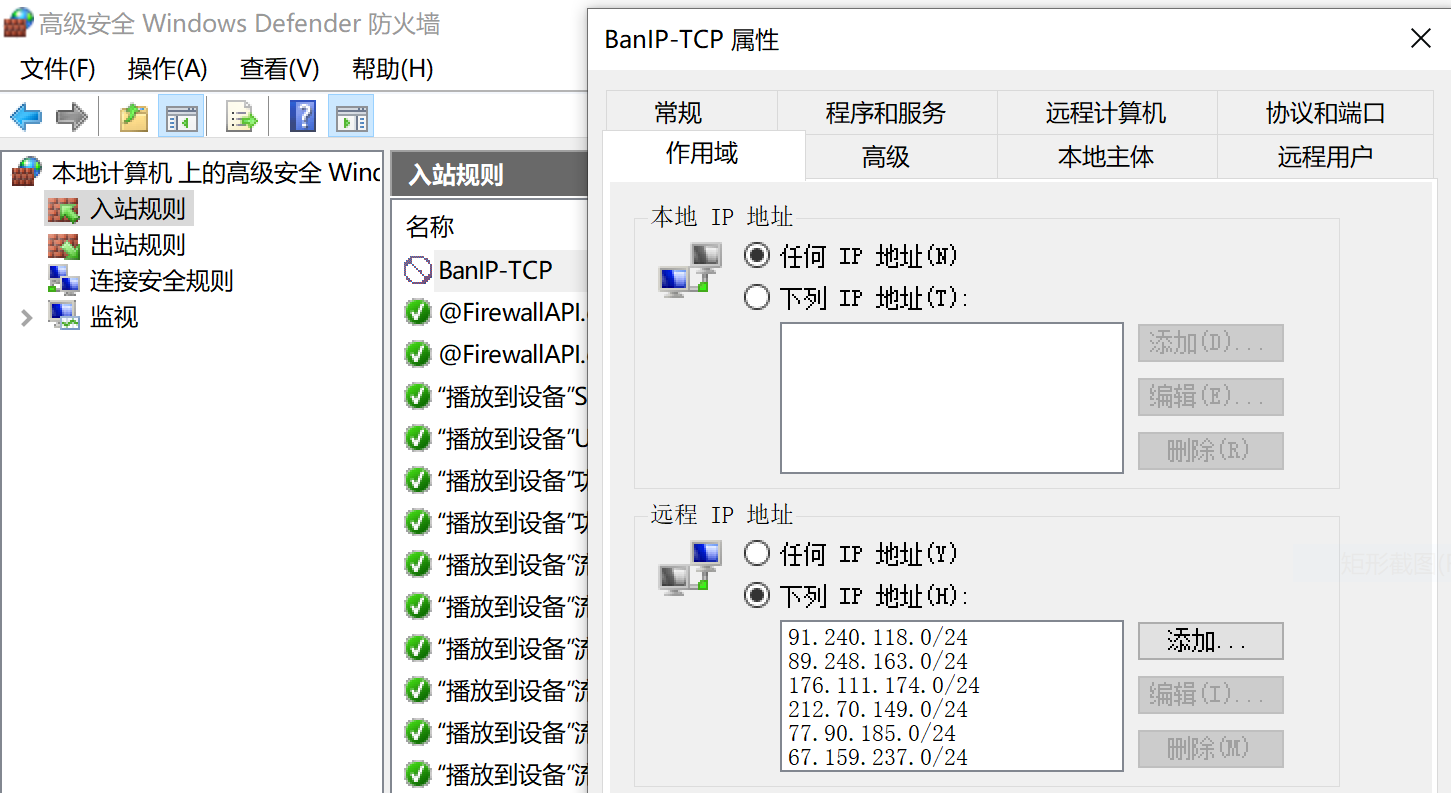 高级安全 Windows Defender 防火墙
文件(F) 操作(A) 查看(V) 帮助(H)
本地计算机 上的高级安全 Wind
入站规则
出站规则
连接安全规则
监视
入站规则
名称
BanIP-TCP
@FirewallAPI.
@FirewallAPI.
“播放到设备”S
“播放到设备”U
“播放到设备”功
“播放到设备”功
“播放到设备”流
“播放到设备”流
“播放到设备”流
“播放到设备”流
“播放到设备”流
“播放到设备”流
BanIP-TCP 属性
常规 程序和服务 远程计算机 协议和端口
作用域 高级 本地主体 远程用户
本地 IP 地址
任何 IP 地址(N)
下列 IP 地址(T):
添加(D)...
编辑(E)...
删除(R)
远程 IP 地址
任何 IP 地址(Y)
下列 IP 地址(H):
91.240.118.0/24
89.248.163.0/24
176.111.174.0/24
212.70.149.0/24
77.90.185.0/24
67.159.237.0/24
添加...
编辑(I)...
删除(M)
矩形截图(